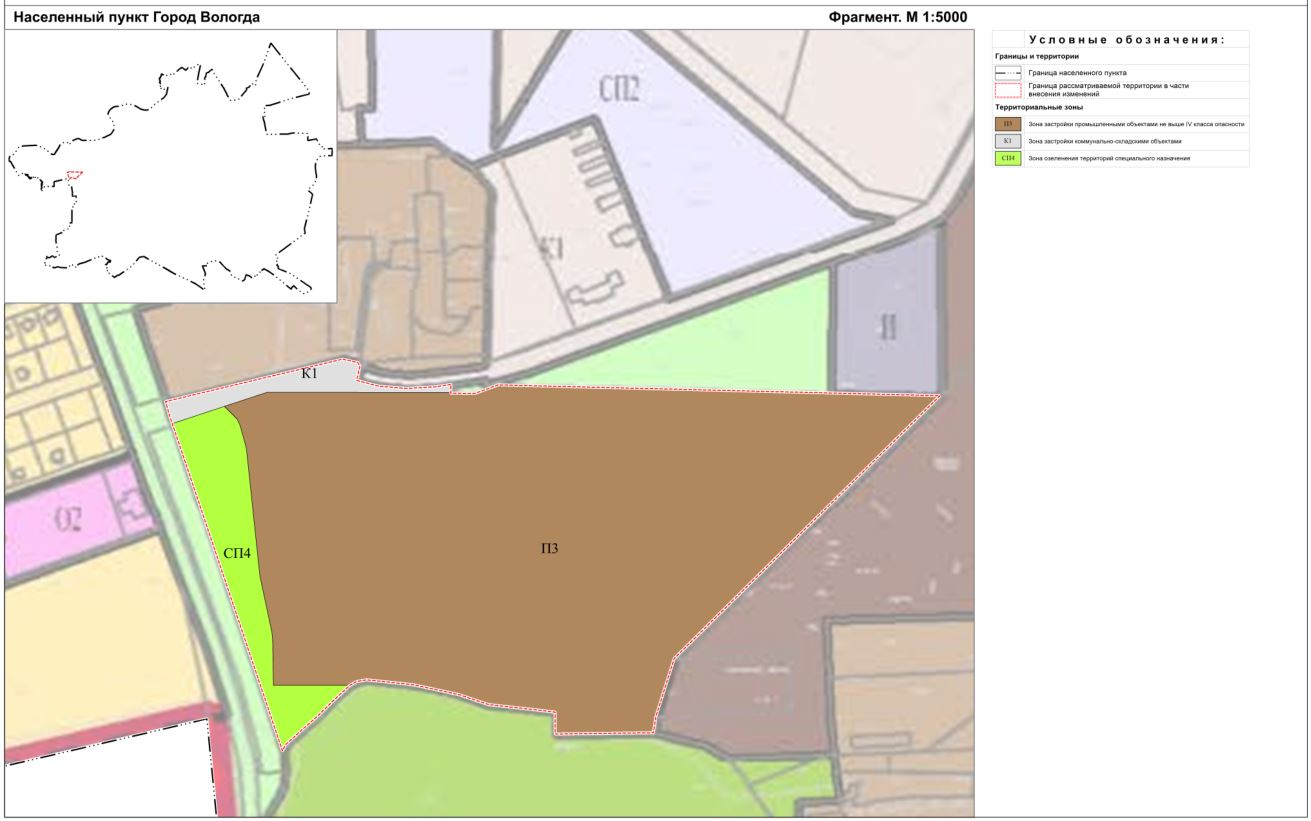 Населенный пункт Город Вологда
Фрагмент. М 1:5000
Условные обозначения:
Границы и территории
Граница населенного пункта
Граница рассматриваемой территории в части
внесения изменений
Территориальные зоны
П3 Зона застройки промышленными объектами не выше IV класса опасности
К1 Зона застройки коммунально-складскими объектами
СП4 Зона озеленения территорий специального назначения
СП2
К1
К1
О2
СП4
П3